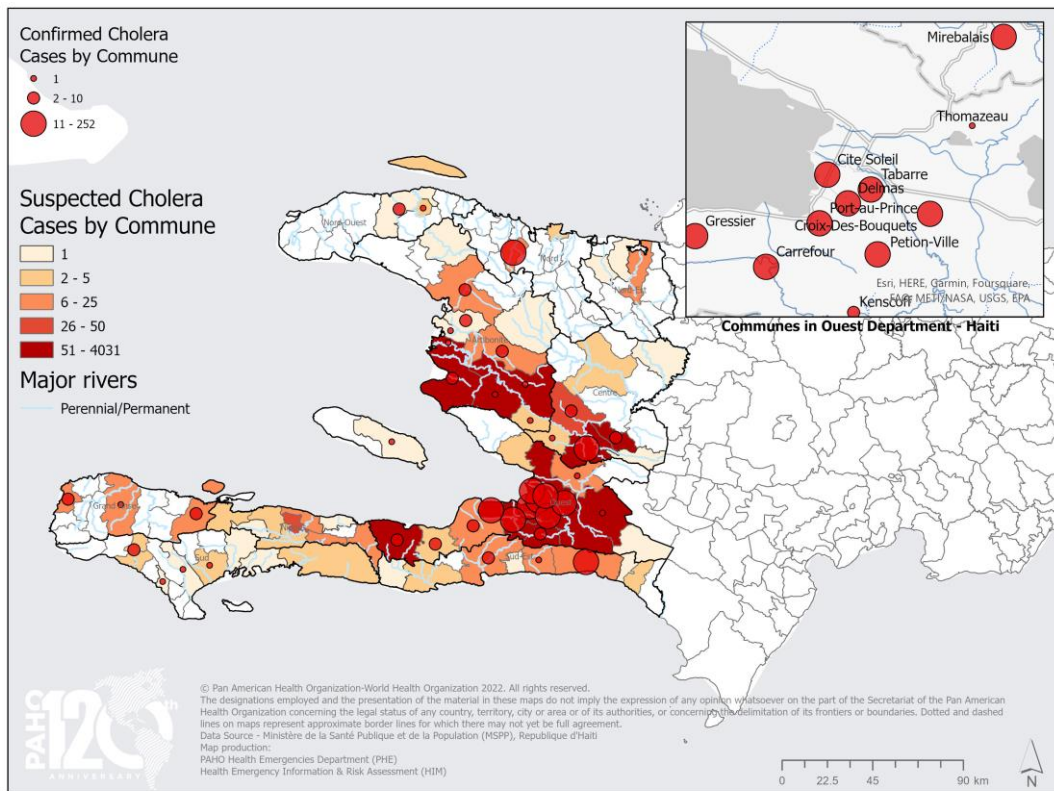 Confirmed Cholera
Cases by Commune
1
2 - 10
11 - 252
Suspected Cholera
Cases by Commune
1
2 - 5
6 - 25
26 - 50
51 - 4031
Major rivers
Perennial/Permanent
Mirebalais
Thomazeau
Cite Soleil
Tabarre
Delmas
Port-au-Prince
Gressier
Croix-Des-Bouquets
Petion-Ville
Carrefour
Kenscoff
Esri, HERE, Garmin, Foursquare,
FAO, METI/NASA, USGS, EPA
Communes in Ouest Department - Haiti
Nord-Ouest
Nord
Nord-Est
Artibonite
Centre
Ouest
Sud-Est
Sud
PAHO
120th
ANNIVERSARY
© Pan American Health Organization-World Health Organization 2022. All rights reserved.
The designations employed and the presentation of the material in these maps do not imply the expression of any opinion whatsoever on the part of the Secretariat of the Pan American
Health Organization concerning the legal status of any country, territory, city or area or of its authorities, or concerning the delimitation of its frontiers or boundaries. Dotted and dashed
lines on maps represent approximate border lines for which there may not yet be full agreement.
Data Source - Ministère de la Santé Publique et de la Populatión (MSPP), Republique d'Haiti
Map production:
PAHO Health Emergencies Department (PHE)
Health Emergency Information & Risk Assessment (HIM)
0 22.5 45 90 km
N